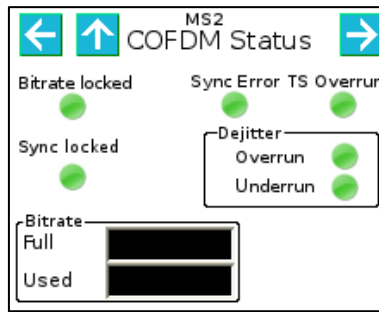 MS2
COFDM Status
Bitrate locked
Sync Error TS Overrun
Sync locked
Dejitter
Overrun
Underrun
Bitrate
Full
Used